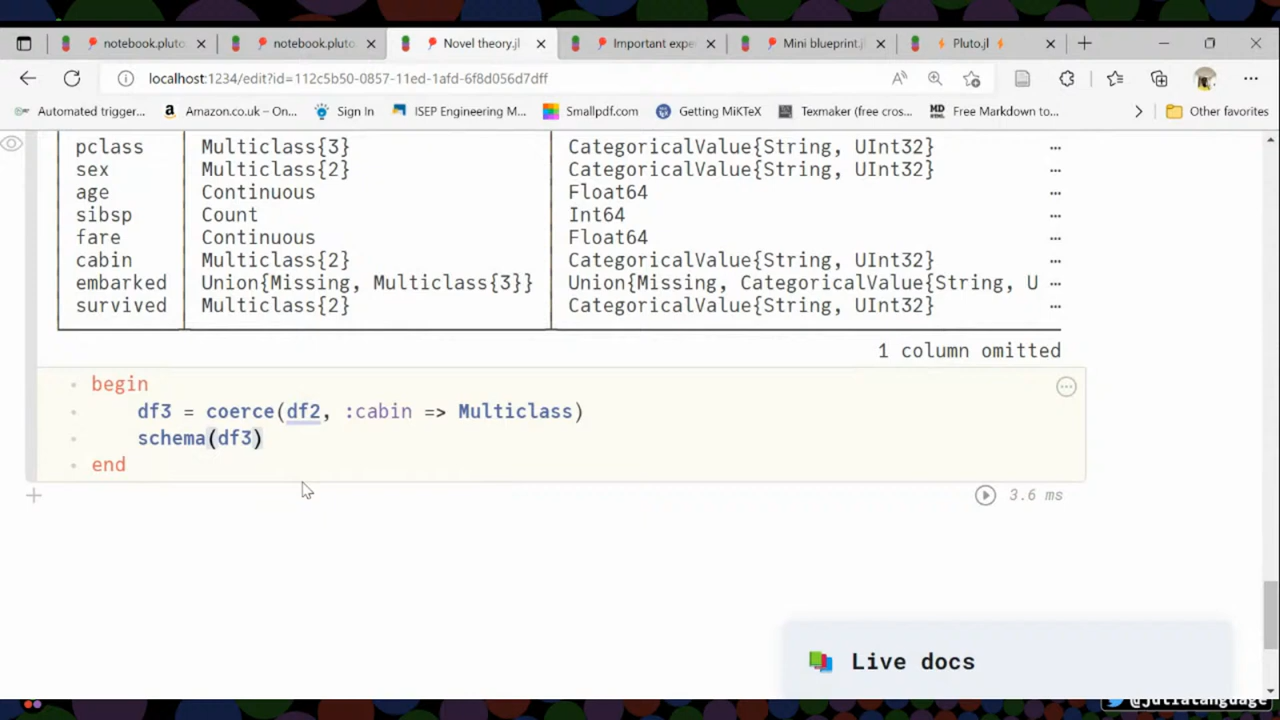 notebook.pluto
notebook.pluto
Novel theory.jl
Important expe
Mini blueprint.jl
Pluto.jl
localhost:1234/edit?id=112c5b50-0857-11ed-1afd-6f8d056d7dff
Automated trigger...
Amazon.co.uk – On...
Sign In
ISEP Engineering M...
Smallpdf.com
Getting MiKTeX
Texmaker (free cros...
Free Markdown to...
Other favorites
pclass Multiclass{3} CategoricalValue{String, UInt32} …
sex Multiclass{2} CategoricalValue{String, UInt32} …
age Continuous Float64 …
sibsp Count Int64 …
fare Continuous Float64 …
cabin Multiclass{2} CategoricalValue{String, UInt32} …
embarked Union{Missing, Multiclass{3}} Union{Missing, CategoricalValue{String, U …
survived Multiclass{2} CategoricalValue{String, UInt32} …
1 column omitted
begin
df3 = coerce(df2, :cabin => Multiclass)
schema(df3)
end
3.6 ms
Live docs
@julialanguage